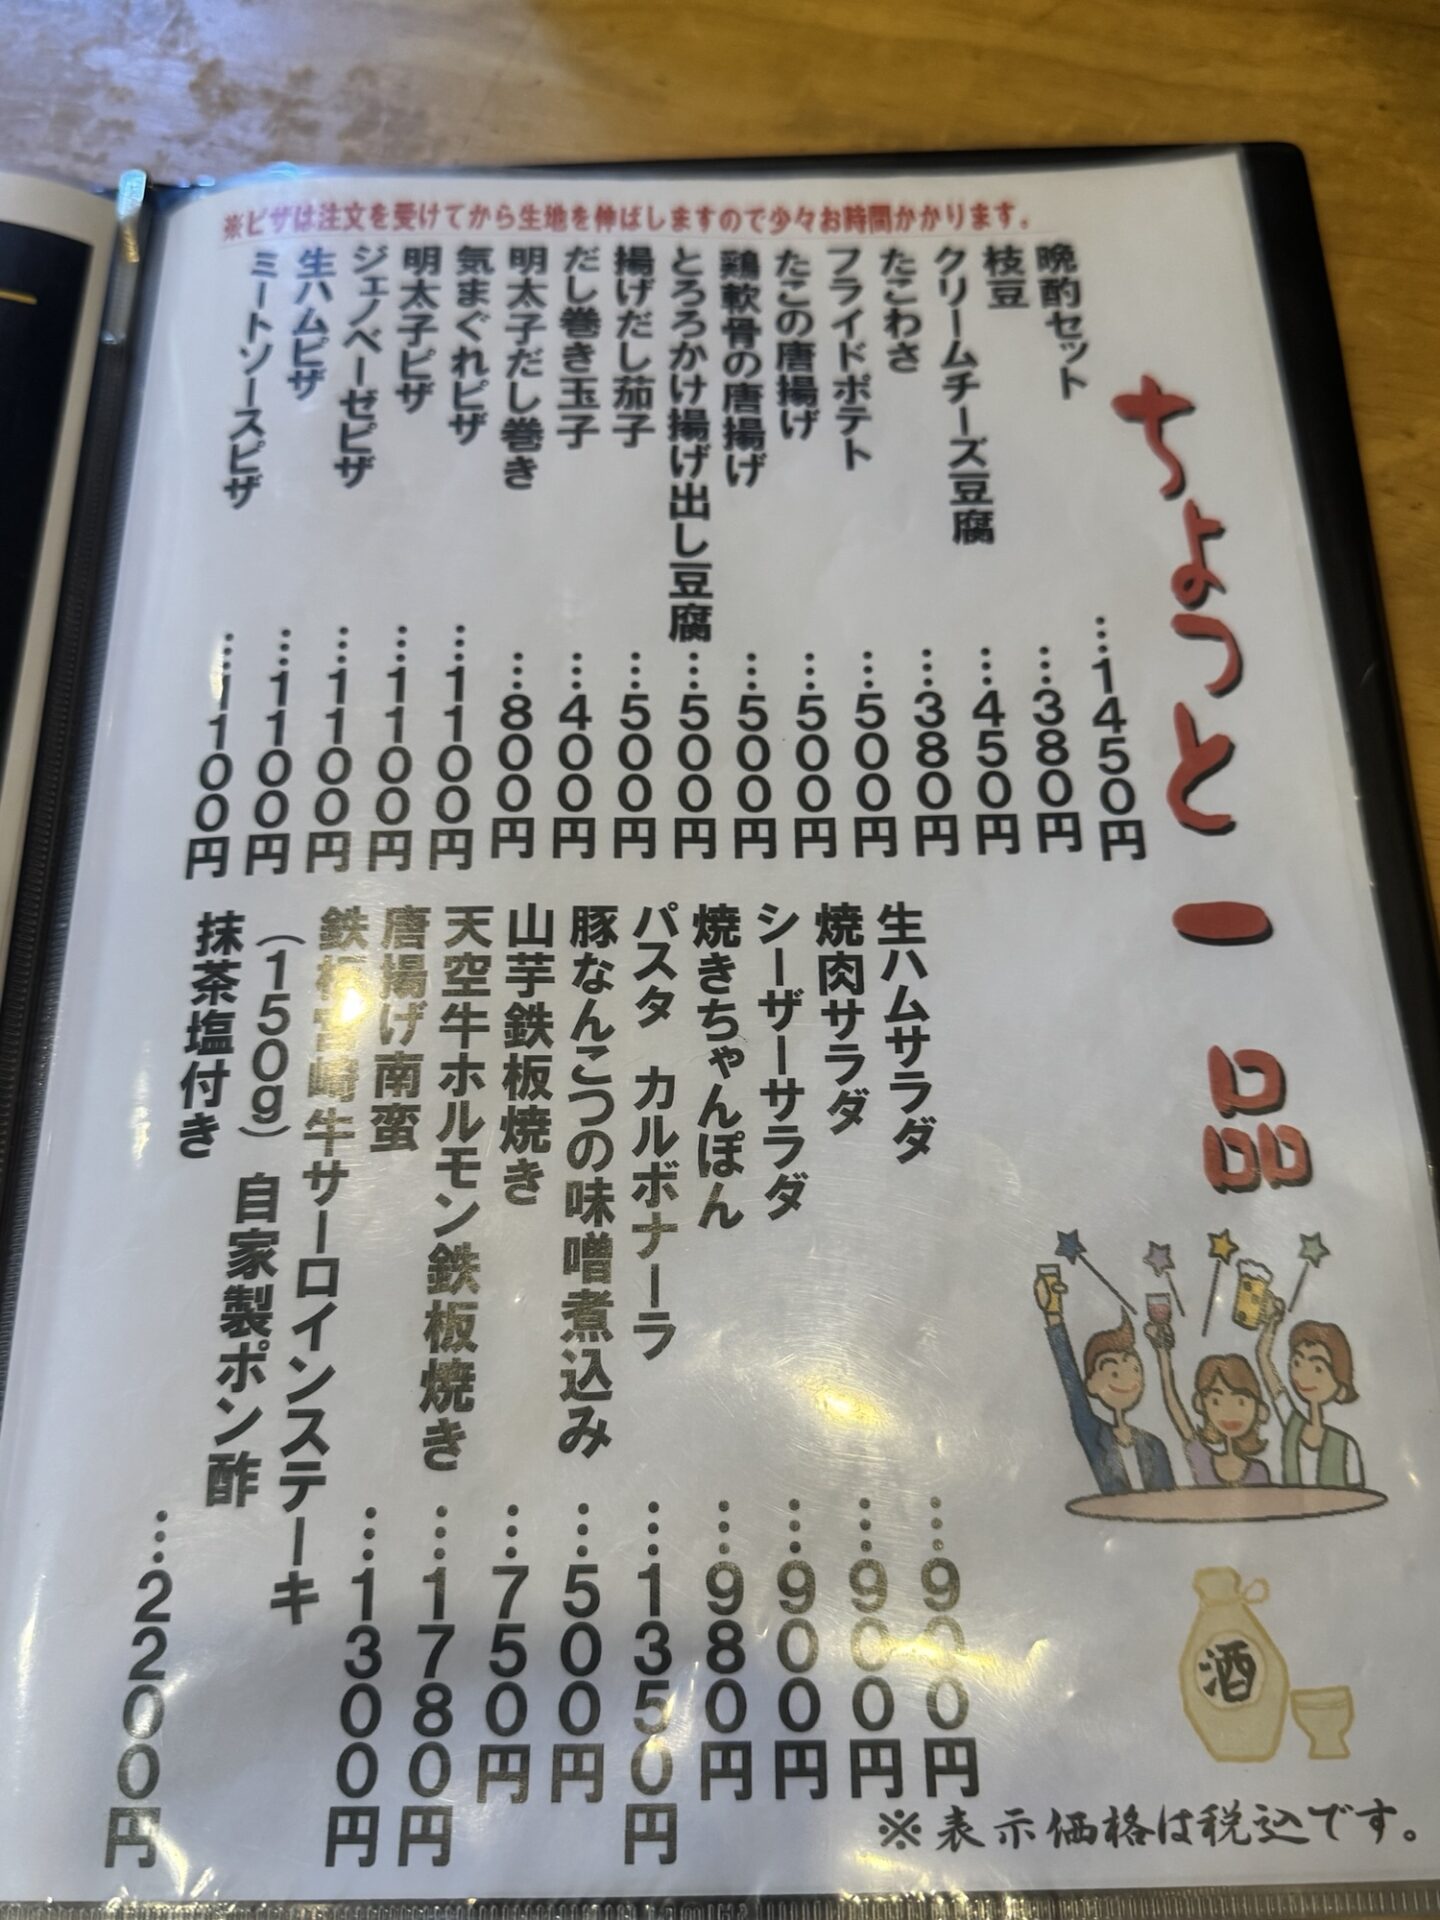 ちょっと一品
晩酌セット …1450円
枝豆 …380円
クリームチーズ豆腐 …450円
たこわさ …380円
フライドポテト …500円
たこの唐揚げ …500円
鶏軟骨の唐揚げ …500円
とろろかけ揚げ出し豆腐 …500円
揚げだし茄子 …500円
だし巻き玉子 …400円
明太子だし巻き …800円
気まぐれピザ …1100円
明太子ピザ …1100円
ジェノベーゼピザ …1100円
生ハムピザ …1100円
ミートソースピザ …1100円
※ピザは注文を受けてから生地を伸ばしますので少々お時間かかります。
生ハムサラダ …900円
焼肉サラダ …900円
シーザーサラダ …900円
焼きちゃんぽん …980円
パスタ カルボナーラ …1350円
豚なんこつの味噌煮込み …500円
山芋鉄板焼き …750円
天空牛ホルモン鉄板焼き …1780円
唐揚げ南蛮 …1300円
鉄板宮崎牛サーロインステーキ
(150g) 自家製ポン酢
抹茶塩付き …2200円
酒
※表示価格は税込です。